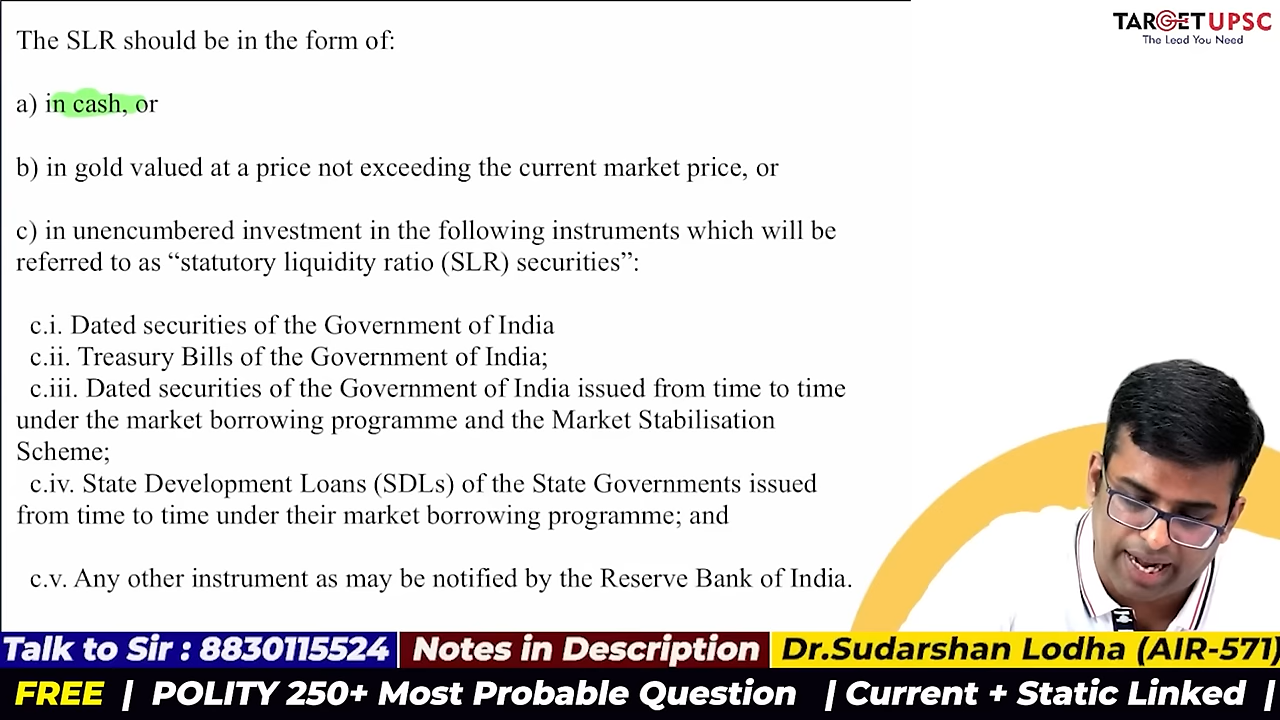 The SLR should be in the form of:
a) in cash, or
b) in gold valued at a price not exceeding the current market price, or
c) in unencumbered investment in the following instruments which will be
referred to as “statutory liquidity ratio (SLR) securities”:
c.i. Dated securities of the Government of India
c.ii. Treasury Bills of the Government of India;
c.iii. Dated securities of the Government of India issued from time to time
under the market borrowing programme and the Market Stabilisation
Scheme;
c.iv. State Development Loans (SDLs) of the State Governments issued
from time to time under their market borrowing programme; and
c.v. Any other instrument as may be notified by the Reserve Bank of India.
TARGET UPSC
The Lead You Need
Talk to Sir : 8830115524 Notes in Description Dr.Sudarshan Lodha (AIR-571)
FREE | POLITY 250+ Most Probable Question | Current + Static Linked |